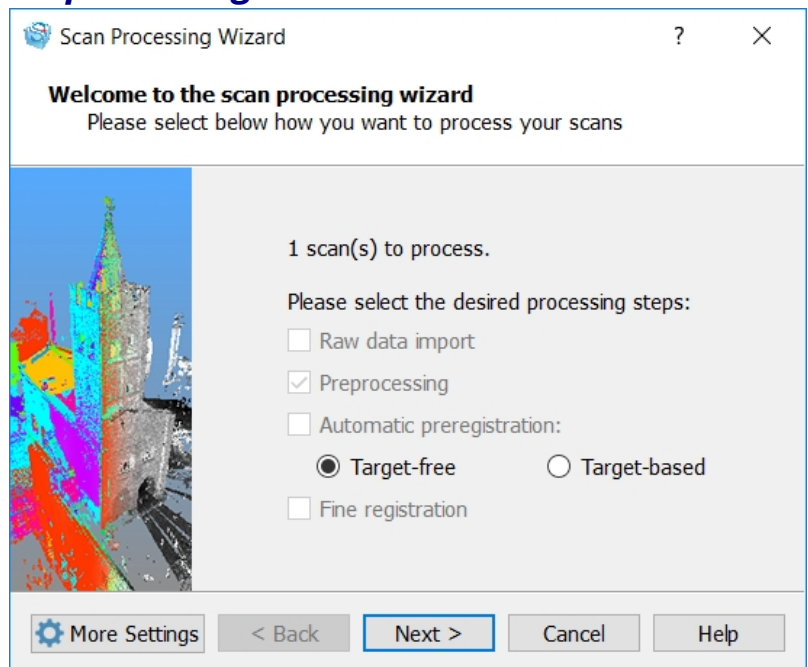 Scan Processing Wizard ? ×
Welcome to the scan processing wizard
Please select below how you want to process your scans
1 scan(s) to process.
Please select the desired processing steps:
Raw data import
Preprocessing
Automatic preregistration:
Target-free Target-based
Fine registration
More Settings < Back Next > Cancel Help